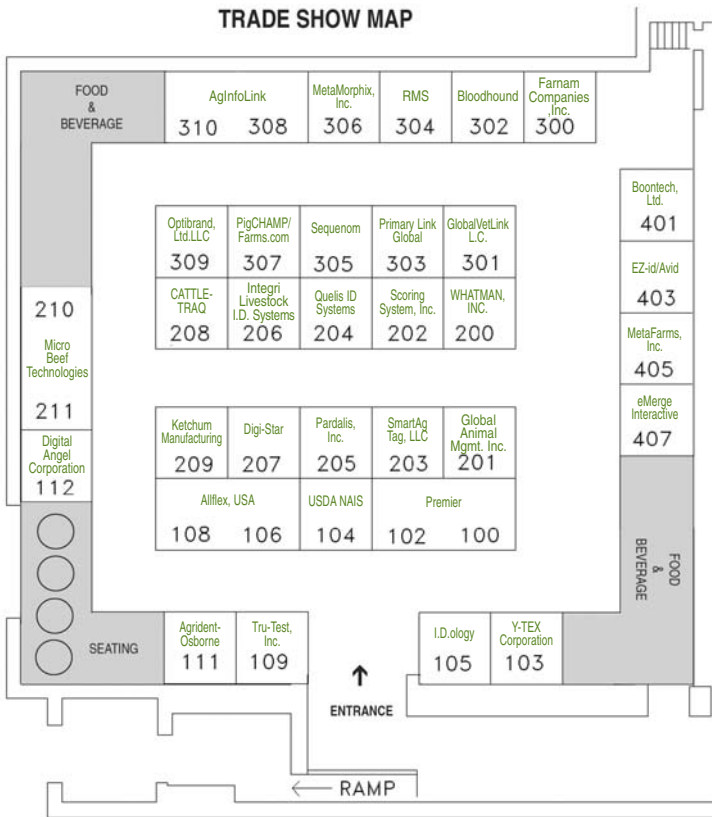 TRADE SHOW MAP
FOOD
&
BEVERAGE
AgInfoLink
310 308
MetaMorphix,
Inc.
306
RMS
304
Bloodhound
302
Farnam
Companies
,Inc.
300
Boontech,
Ltd.
401
EZ-id/Avid
403
MetaFarms,
Inc.
405
eMerge
Interactive
407
Optibrand,
Ltd.LLC
309
PigCHAMP/
Farms.com
307
Sequenom
305
Primary Link
Global
303
GlobalVetLink
L.C.
301
CATTLE-
TRAQ
208
Integri
Livestock
I.D. Systems
206
Quelis ID
Systems
204
Scoring
System, Inc.
202
WHATMAN,
INC.
200
210
Micro
Beef
Technologies
211
Digital
Angel
Corporation
112
Ketchum
Manufacturing
209
Digi-Star
207
Pardalis,
Inc.
205
SmartAg
Tag, LLC
203
Global
Animal
Mgmt. Inc.
201
Allflex, USA
108 106
USDA NAIS
104
Premier
102 100
FOOD
&
BEVERAGE
SEATING
Agrident-
Osborne
111
Tru-Test,
Inc.
109
I.D.ology
105
Y-TEX
Corporation
103
ENTRANCE
RAMP